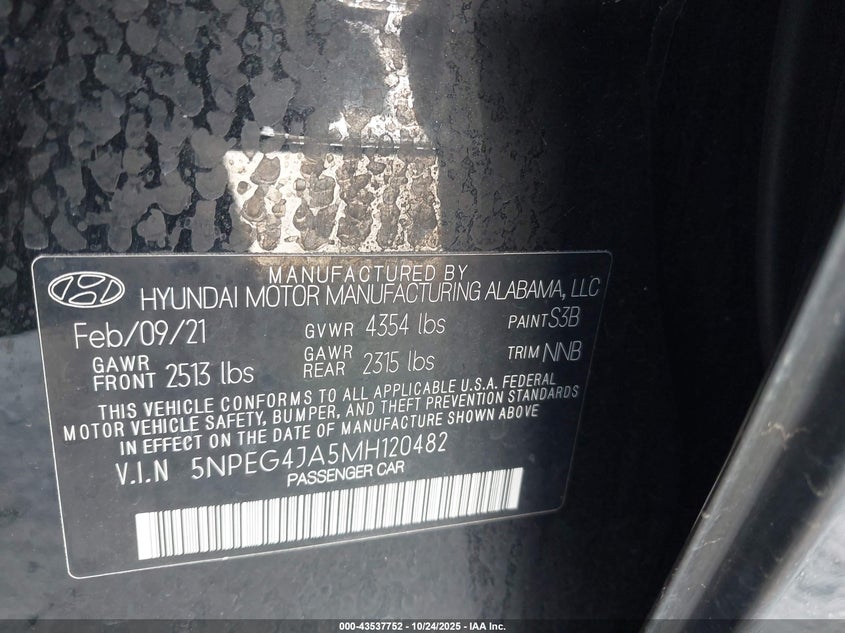 MANUFACTURED BY
HYUNDAI MOTOR MANUFACTURING ALABAMA, LLC
Feb/09/21 GVWR 4354 lbs PAINT S3B
GAWR FRONT 2513 lbs GAWR REAR 2315 lbs TRIM NNB
THIS VEHICLE CONFORMS TO ALL APPLICABLE U.S.A. FEDERAL
MOTOR VEHICLE SAFETY, BUMPER, AND THEFT PREVENTION STANDARDS
IN EFFECT ON THE DATE OF MANUFACTURE SHOWN ABOVE
V.I.N 5NPEG4JA5MH120482
PASSENGER CAR
000-43537752 - 10/24/2025 - IAA Inc.